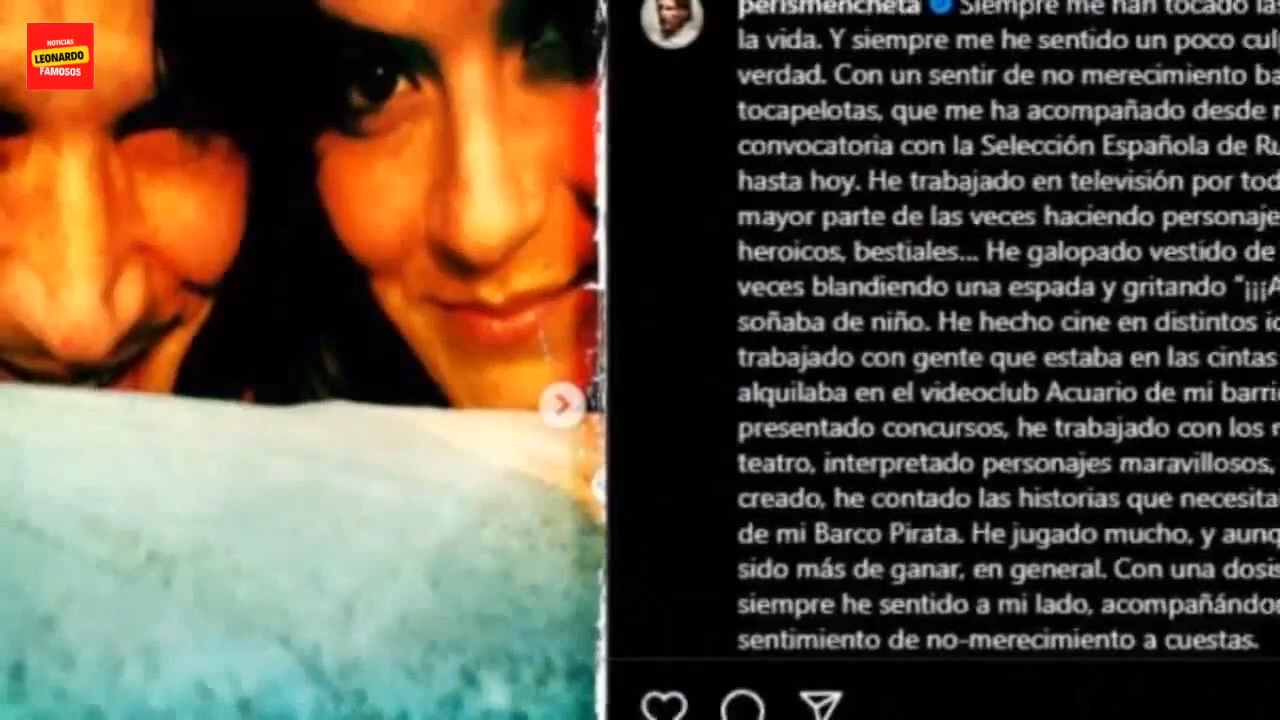 NOTICIAS
LEONARDO
FAMOSOS
perismencheta Siempre me han tocado
la vida. Y siempre me he sentido un poco
verdad. Con un sentir de no merecimiento
tocapelotas, que me ha acompañado desde
convocatoria con la Selección Española de
hasta hoy. He trabajado en televisión por
mayor parte de las veces haciendo
heroicos, bestiales... He galopado vestido de
veces blandiendo una espada y gritando "¡¡¡A
soñaba de niño. He hecho cine en distintos
trabajado con gente que estaba en las cintas
alquilaba en el videoclub Acuario de mi
presentado concursos, he trabajado con los
teatro, interpretado personajes maravillosos,
creado, he contado las historias que
de mi Barco Pirata. He jugado mucho, y
sido más de ganar, en general. Con una
siempre he sentido a mi lado,
sentimiento de no-merecimiento a cuestas.